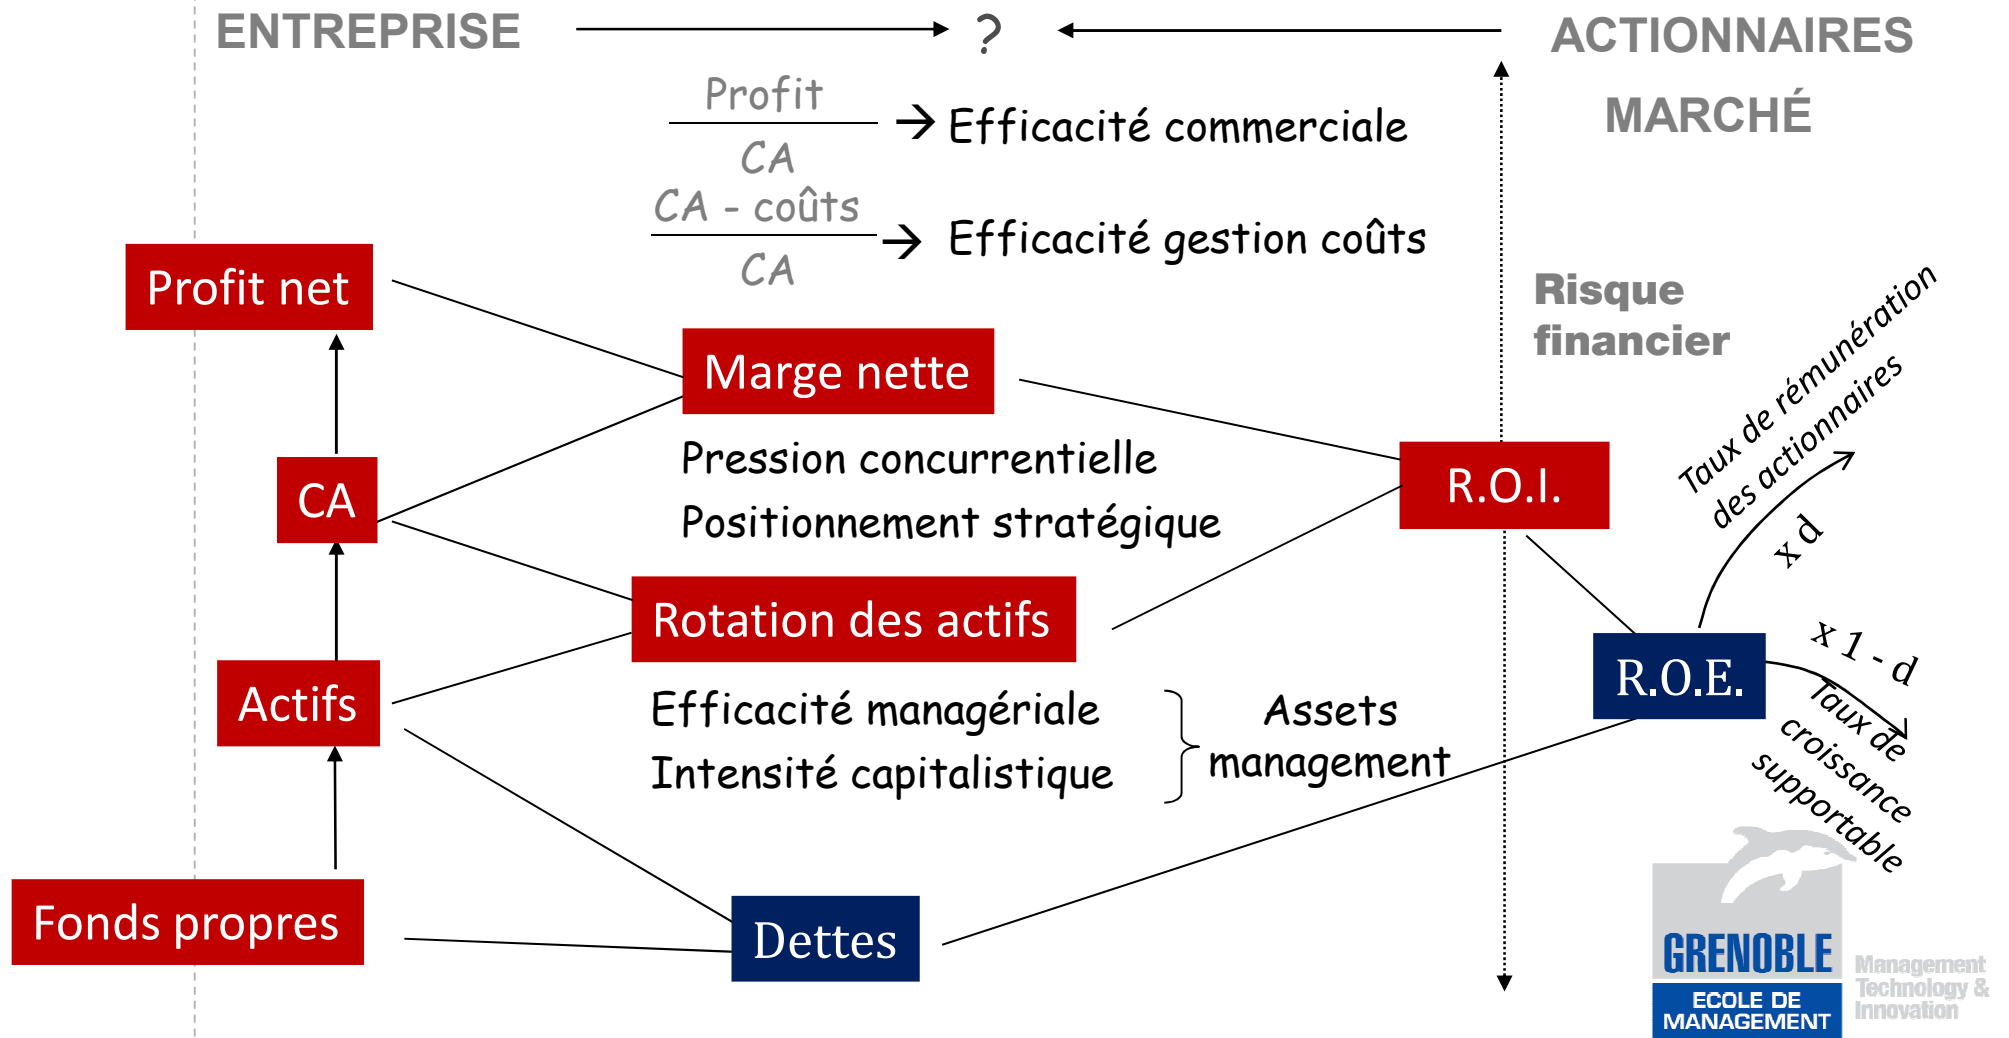 ENTREPRISE
?
ACTIONNAIRES
MARCHÉ
Profit
CA
→ Efficacité commerciale
CA - coûts
CA
→ Efficacité gestion coûts
Profit net
Risque
financier
Marge nette
Taux de rémunération
des actionnaires
Pression concurrentielle
R.O.I.
CA
Positionnement stratégique
x d
Rotation des actifs
x 1 - d
R.O.E.
Actifs
Efficacité managériale
Intensité capitalistique
Assets
management
Taux de
croissance
supportable
Fonds propres
Dettes
GRENOBLE
ECOLE DE
MANAGEMENT
Management
Technology &
Innovation